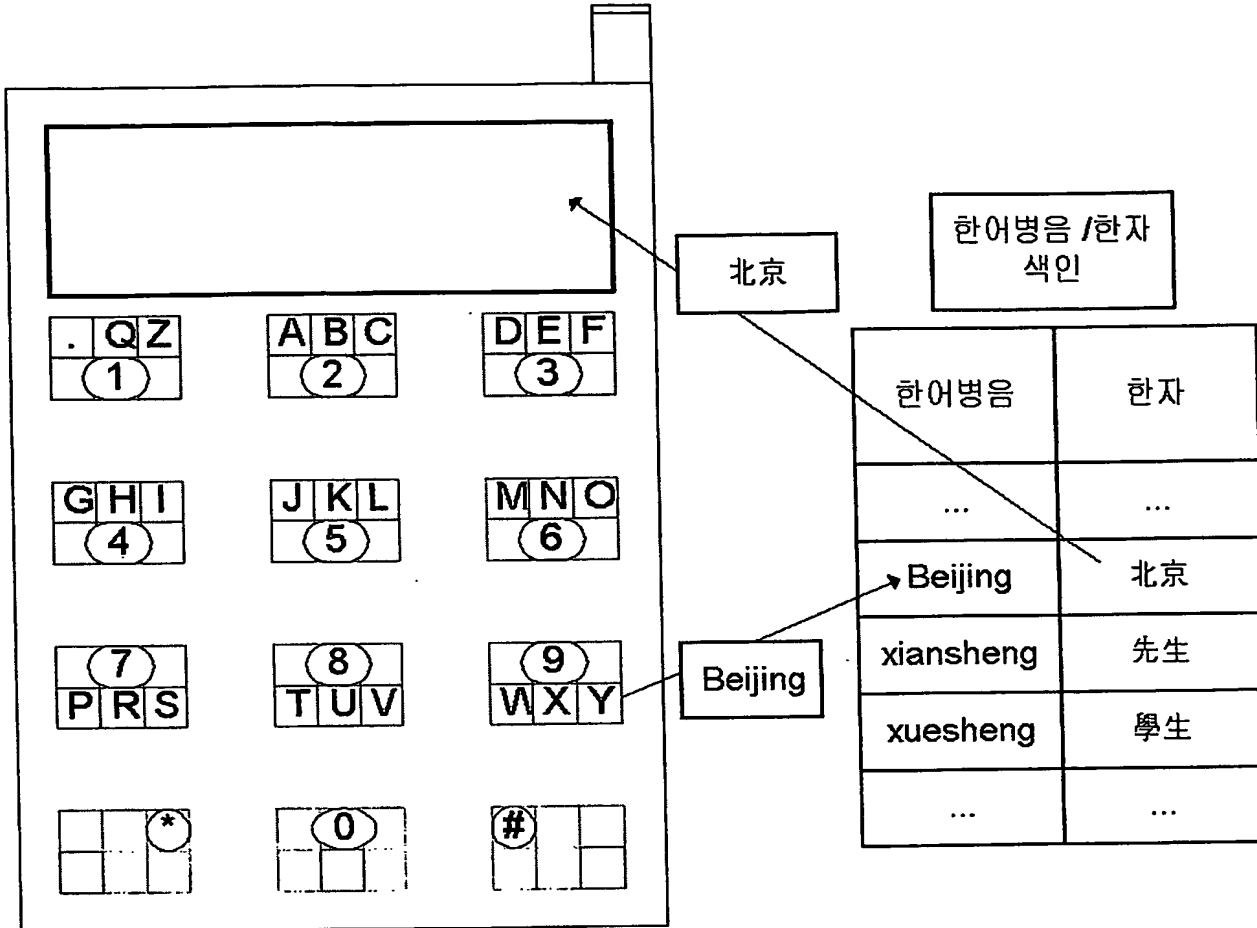 한어병음 /한자
색인
北京
. Q Z
1
A B C
2
D E F
3
한어병음 한자
G H I
4
J K L
5
M N O
6
... ...
Beijing 北京
7
P R S
8
T U V
9
W X Y
Beijing
xiansheng 先生
xuesheng 學生
... ...
*
0
#